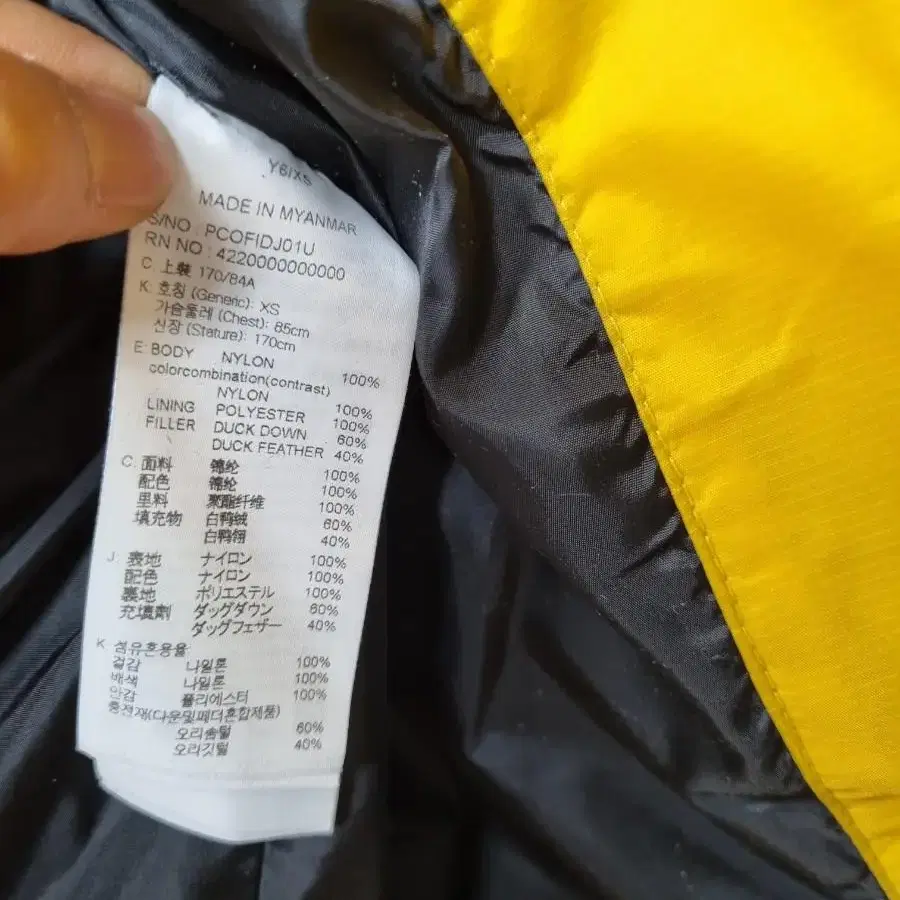 Y6/XS
MADE IN MYANMAR
S/NO : PCOFIDJ01U
RN NO : 4220000000000
C. 上裝 170/84A
K: 호칭 (Generic): XS
가슴둘레 (Chest): 85cm
신장 (Stature): 170cm
E: BODY NYLON 100%
colorcombination(contrast)
NYLON 100%
LINING POLYESTER 100%
FILLER DUCK DOWN 60%
DUCK FEATHER 40%
C. 面料 锦纶 100%
配色 锦纶 100%
里料 聚酯纤维 100%
填充物 白鸭绒 60%
白鸭翎 40%
J. 表地 ナイロン 100%
配色 ナイロン 100%
裏地 ポリエステル 100%
充填劑 ダックダウン 60%
ダックフェザー 40%
K 섬유혼용율
겉감 나일론 100%
배색 나일론 100%
안감 폴리에스터 100%
충전재(다운및페더혼합제품)
오리솜털 60%
오리깃털 40%